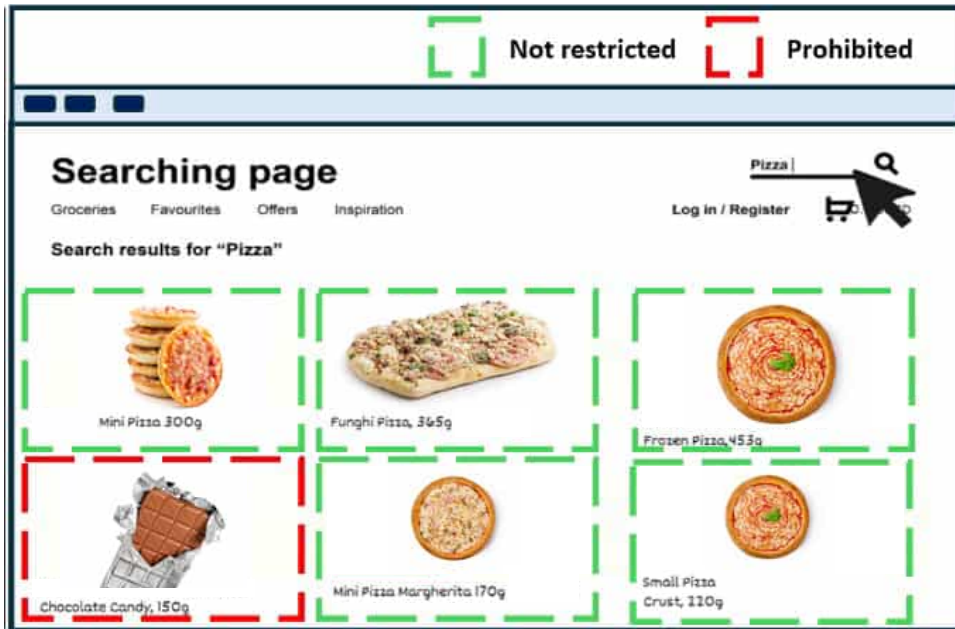 Not restricted
Prohibited
Searching page
Pizza
Groceries Favourites Offers Inspiration
Log in / Register
Search results for “Pizza”
Mini Pizza 300g
Funghi Pizza, 365g
Frozen Pizza,453g
Chocolate Candy, 150g
Mini Pizza Margherita 170g
Small Pizza
Crust, 220g